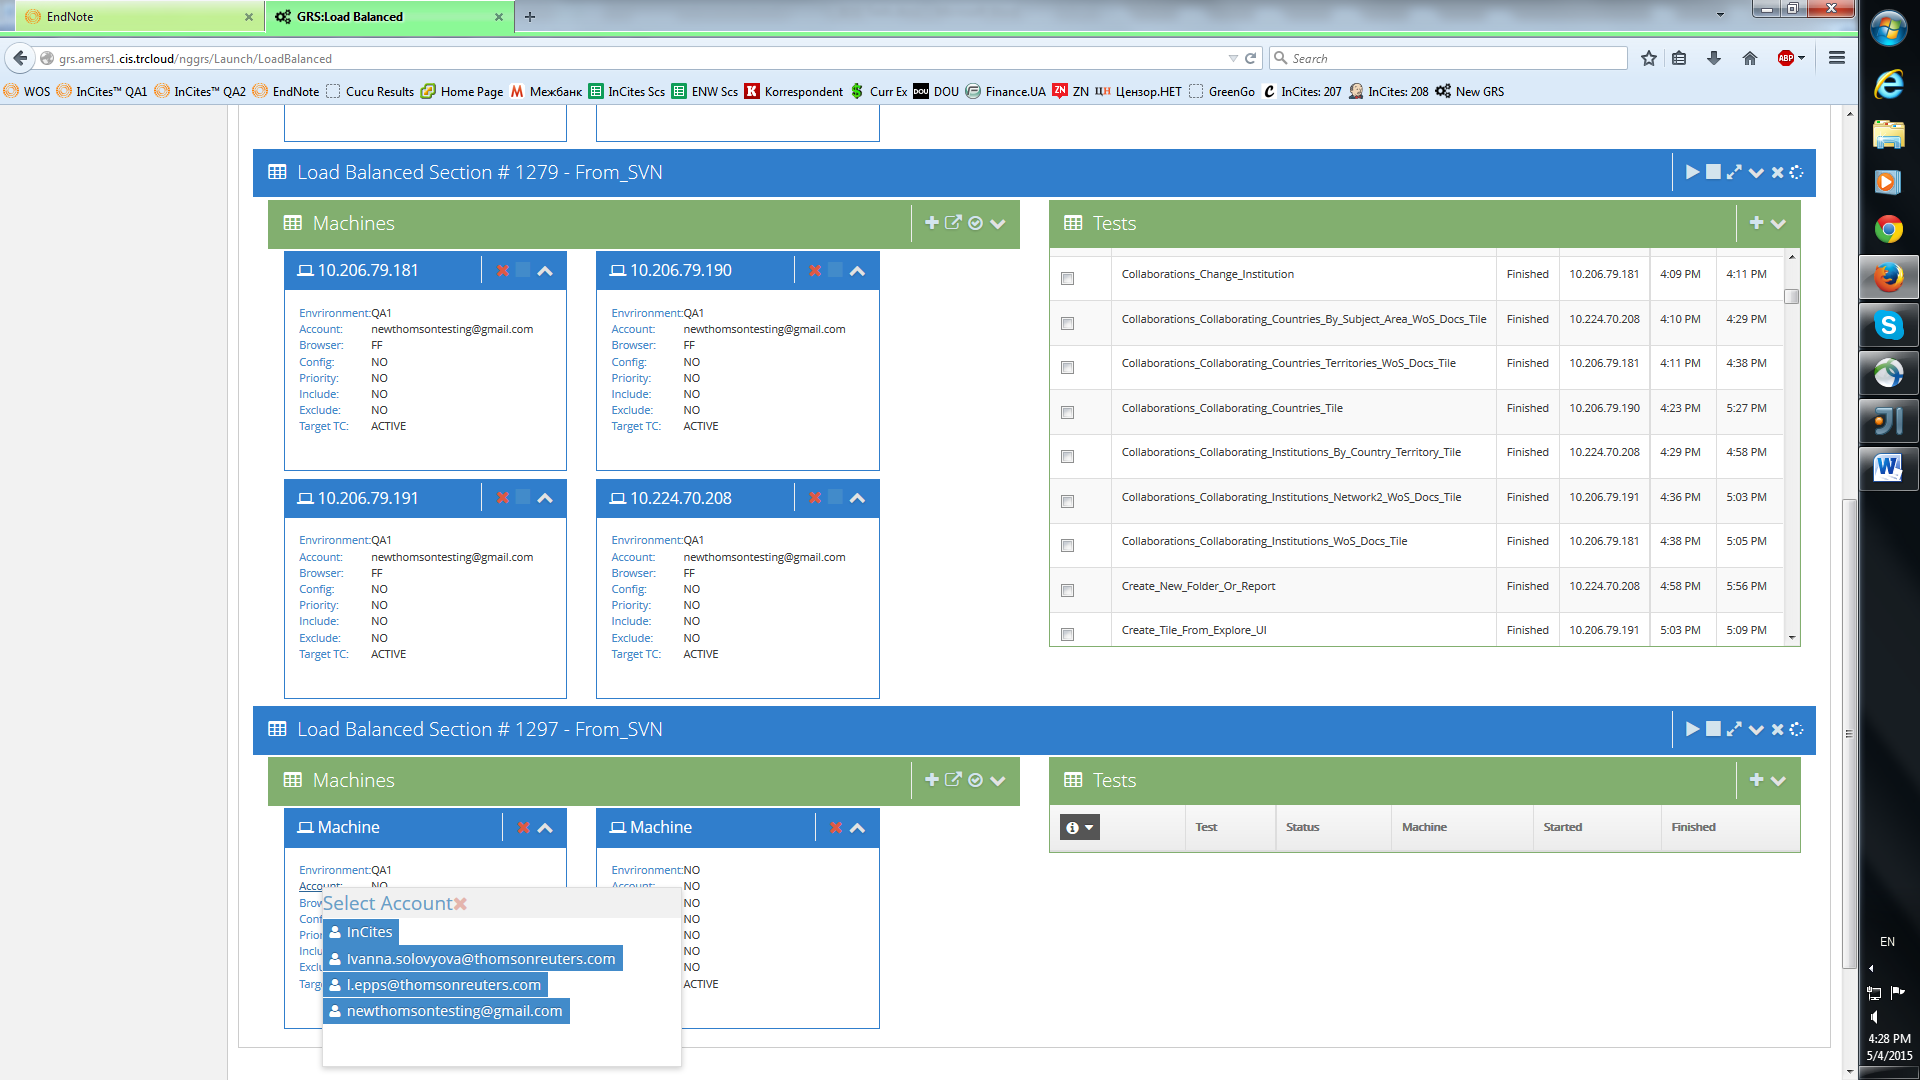 EndNote
GRS:Load Balanced
grs.amers1.cis.trcloud/nggrs/Launch/LoadBalanced
Search
ABP
WOS InCites™ QA1 InCites™ QA2 EndNote Cucu Results Home Page Межбанк InCites Scs ENW Scs Korrespondent Curr Ex DOU Finance.UA ZN Цензор.НЕТ GreenGo InCites: 207 InCites: 208 New GRS
Load Balanced Section # 1279 - From_SVN
Machines
10.206.79.181
Envrironment:QA1
Account: newthomsontesting@gmail.com
Browser: FF
Config: NO
Priority: NO
Include: NO
Exclude: NO
Target TC: ACTIVE
10.206.79.190
Envrironment:QA1
Account: newthomsontesting@gmail.com
Browser: FF
Config: NO
Priority: NO
Include: NO
Exclude: NO
Target TC: ACTIVE
10.206.79.191
Envrironment:QA1
Account: newthomsontesting@gmail.com
Browser: FF
Config: NO
Priority: NO
Include: NO
Exclude: NO
Target TC: ACTIVE
10.224.70.208
Envrironment:QA1
Account: newthomsontesting@gmail.com
Browser: FF
Config: NO
Priority: NO
Include: NO
Exclude: NO
Target TC: ACTIVE
Tests
Collaborations_Change_Institution Finished 10.206.79.181 4:09 PM 4:11 PM
Collaborations_Collaborating_Countries_By_Subject_Area_WoS_Docs_Tile Finished 10.224.70.208 4:10 PM 4:29 PM
Collaborations_Collaborating_Countries_Territories_WoS_Docs_Tile Finished 10.206.79.181 4:11 PM 4:38 PM
Collaborations_Collaborating_Countries_Tile Finished 10.206.79.190 4:23 PM 5:27 PM
Collaborations_Collaborating_Institutions_By_Country_Territory_Tile Finished 10.224.70.208 4:29 PM 4:58 PM
Collaborations_Collaborating_Institutions_Network2_WoS_Docs_Tile Finished 10.206.79.191 4:36 PM 5:03 PM
Collaborations_Collaborating_Institutions_WoS_Docs_Tile Finished 10.206.79.181 4:38 PM 5:05 PM
Create_New_Folder_Or_Report Finished 10.224.70.208 4:58 PM 5:56 PM
Create_Tile_From_Explore_UI Finished 10.206.79.191 5:03 PM 5:09 PM
Load Balanced Section # 1297 - From_SVN
Machines
Machine
Envrironment:QA1
Account: NO
Brow
Conf
Prior
Inclu
Exclu
Targe
Machine
Envrironment:NO
Account: NO
NO
NO
NO
NO
NO
ACTIVE
Select Account
InCites
Ivanna.solovyova@thomsonreuters.com
l.epps@thomsonreuters.com
newthomsontesting@gmail.com
Tests
Test Status Machine Started Finished
EN
4:28 PM
5/4/2015